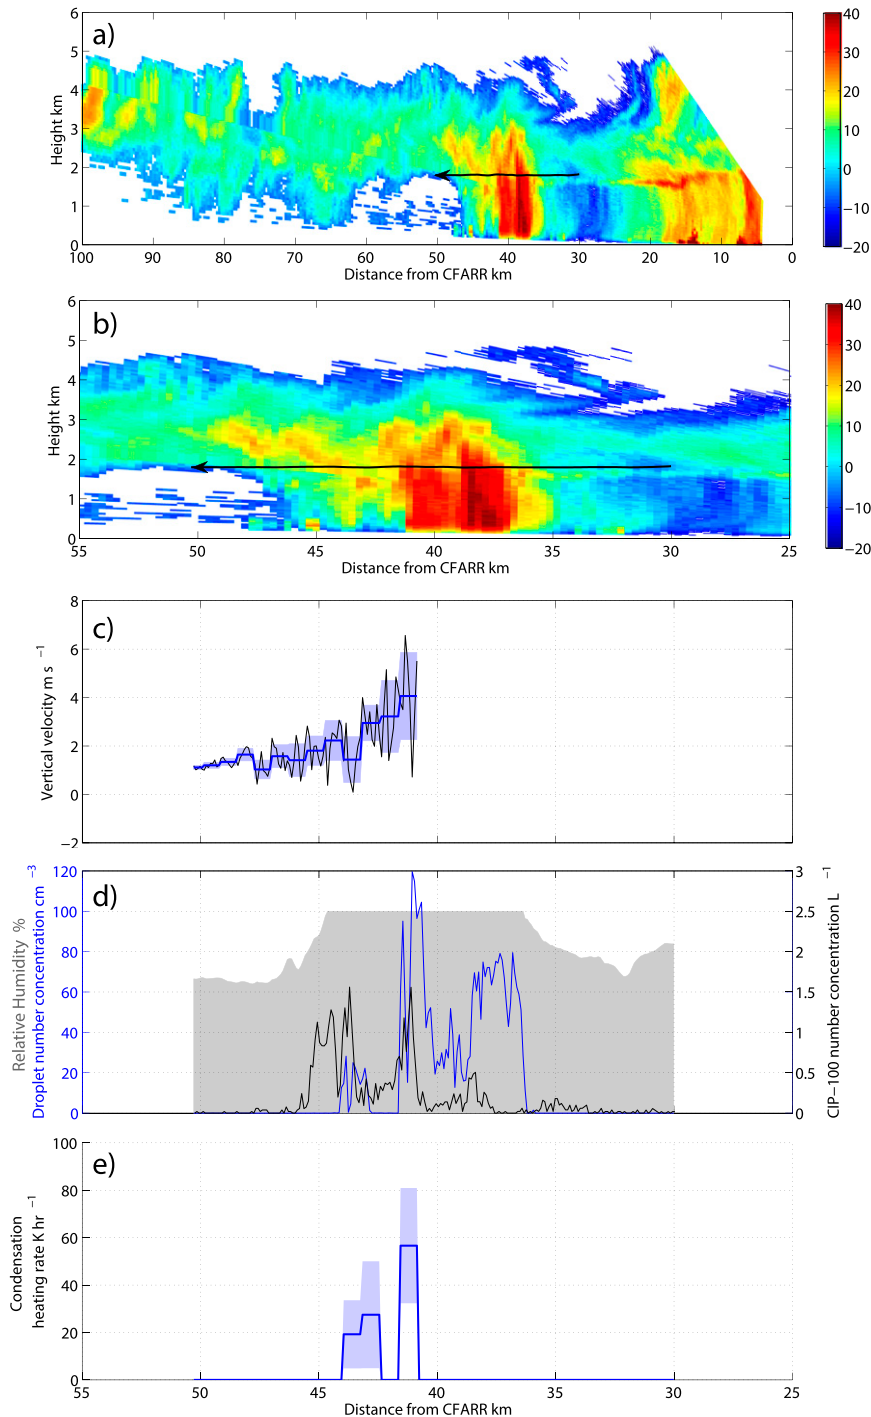 a)
6
5
4
3
2
1
0
Height km
100 90 80 70 60 50 40 30 20 10 0
Distance from CFARR km
40
30
20
10
0
−10
−20
b)
6
5
4
3
2
1
0
Height km
55 50 45 40 35 30 25
Distance from CFARR km
40
30
20
10
0
−10
−20
c)
8
6
4
2
0
−2
Vertical velocity m s −1
d)
120
100
80
60
40
20
0
Relative Humidity %
Droplet number concentration cm −3
3
2.5
2
1.5
1
0.5
0
CIP−100 number concentration L −1
e)
100
80
60
40
20
0
Condensation
heating rate K hr −1
55 50 45 40 35 30 25
Distance from CFARR km